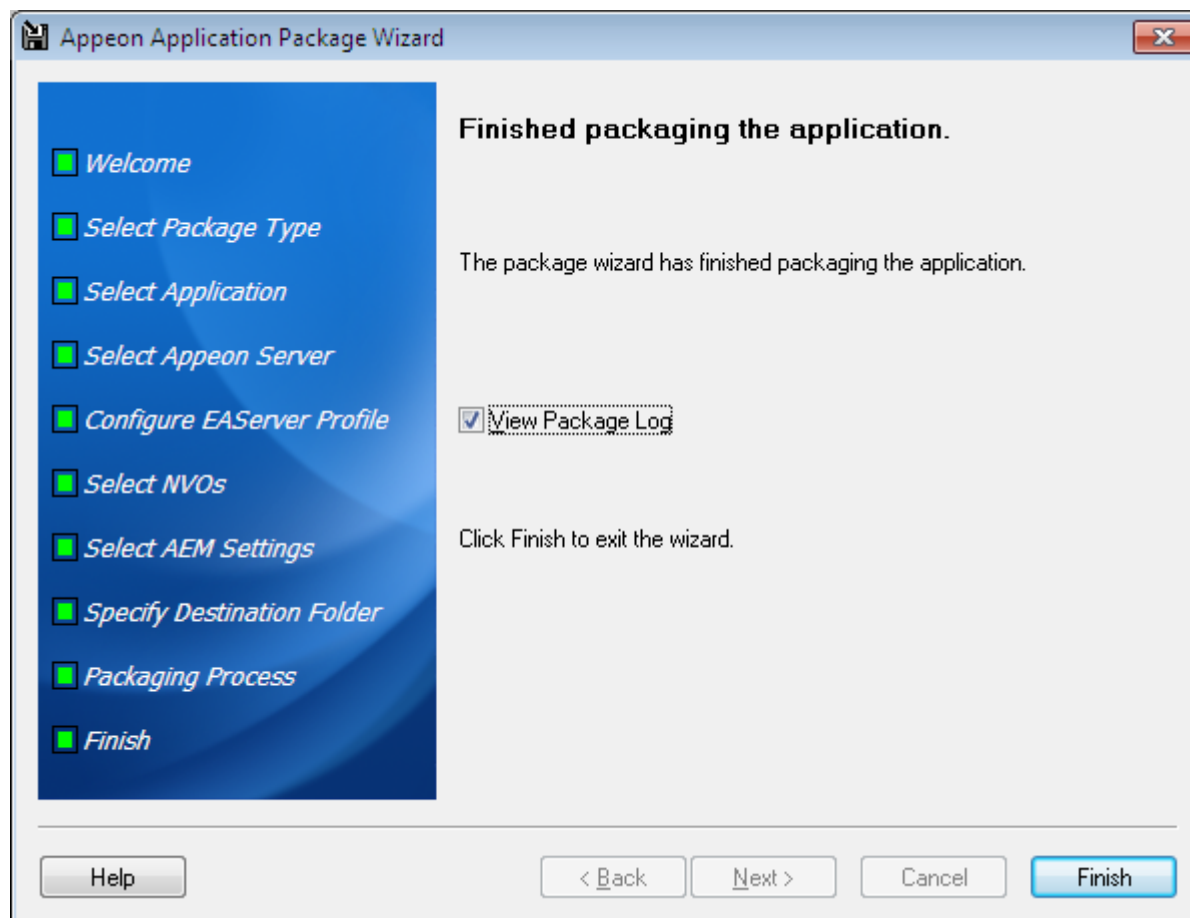 Appeon Application Package Wizard
Welcome
Select Package Type
Select Application
Select Appeon Server
Configure EAServer Profile
Select NVOs
Select AEM Settings
Specify Destination Folder
Packaging Process
Finish
Finished packaging the application.
The package wizard has finished packaging the application.
View Package Log
Click Finish to exit the wizard.
Help
< Back
Next >
Cancel
Finish